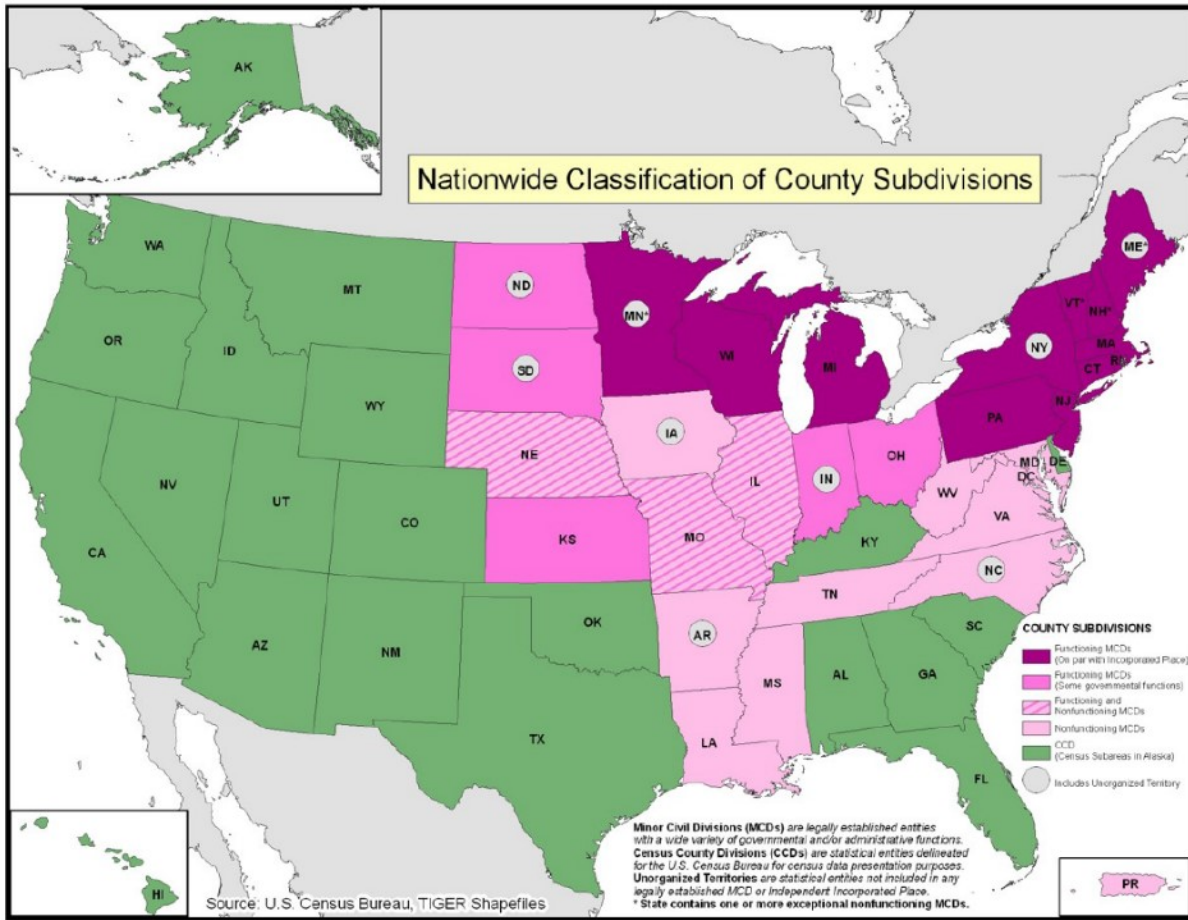 AK
Nationwide Classification of County Subdivisions
WA
MT
ND
MN*
ME*
VT*
NH*
OR
ID
WI
NY
MA
RI
SD
MI
CT
WY
PA
NJ
IA
NE
OH
NV
IN
MD
DE
UT
IL
DC
CO
WV
CA
KS
MO
VA
KY
NC
TN
OK
AZ
NM
AR
SC
MS
AL
GA
TX
LA
FL
COUNTY SUBDIVISIONS
Functioning MCDs
(On par with Incorporated Place)
Functioning MCDs
(Some governmental functions)
Functioning and
Nonfunctioning MCDs
Nonfunctioning MCDs
CCD
(Census Subareas in Alaska)
Includes Unorganized Territory
Minor Civil Divisions (MCDs) are legally established entities
with a wide variety of governmental and/or administrative functions.
Census County Divisions (CCDs) are statistical entities delineated
for the U.S. Census Bureau for census data presentation purposes.
Unorganized Territories are statistical entities not included in any
legally established MCD or Independent Incorporated Place.
* State contains one or more exceptional nonfunctioning MCDs.
HI
Source: U.S. Census Bureau, TIGER Shapefiles
PR